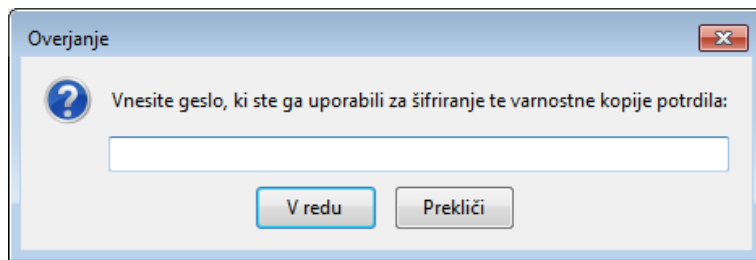 Overjanje
Vnesite geslo, ki ste ga uporabili za šifriranje te varnostne kopije potrdila:
V redu
Prekliči